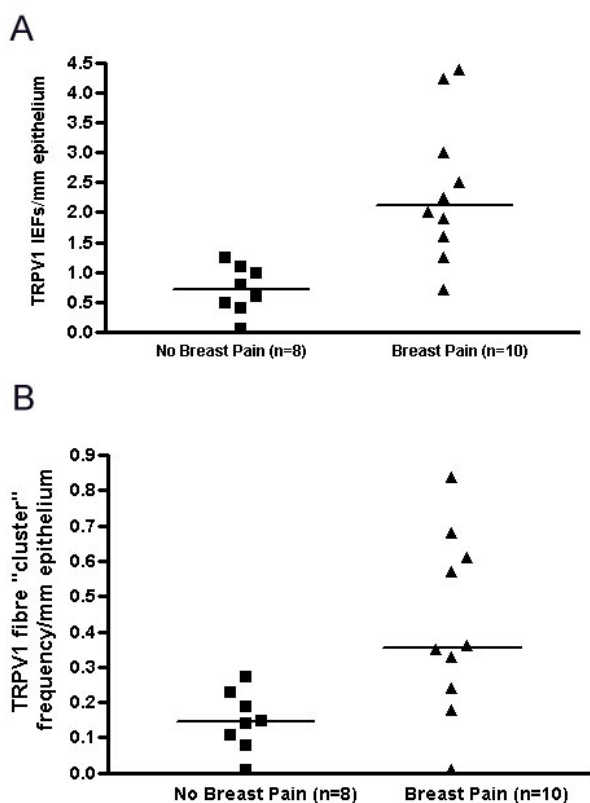 A
TRPV1 IEFs/mm epithelium
4.5
4.0
3.5
3.0
2.5
2.0
1.5
1.0
0.5
0.0
No Breast Pain (n=8) Breast Pain (n=10)
B
TRPV1 fibre "cluster"
frequency/mm epithelium
0.9
0.8
0.7
0.6
0.5
0.4
0.3
0.2
0.1
0.0
No Breast Pain (n=8) Breast Pain (n=10)